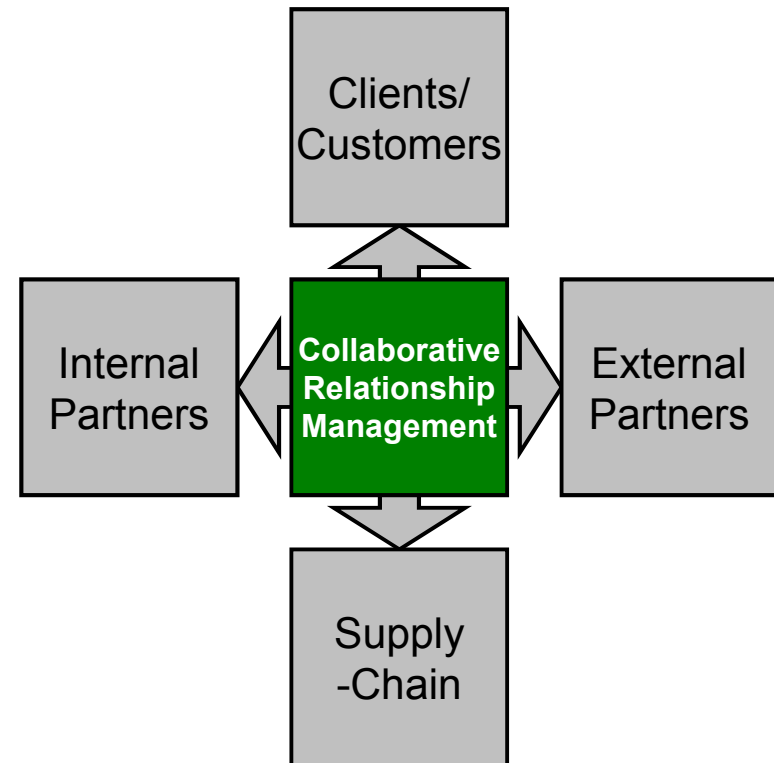 Clients/
Customers
Internal
Partners
Collaborative
Relationship
Management
External
Partners
Supply
-Chain